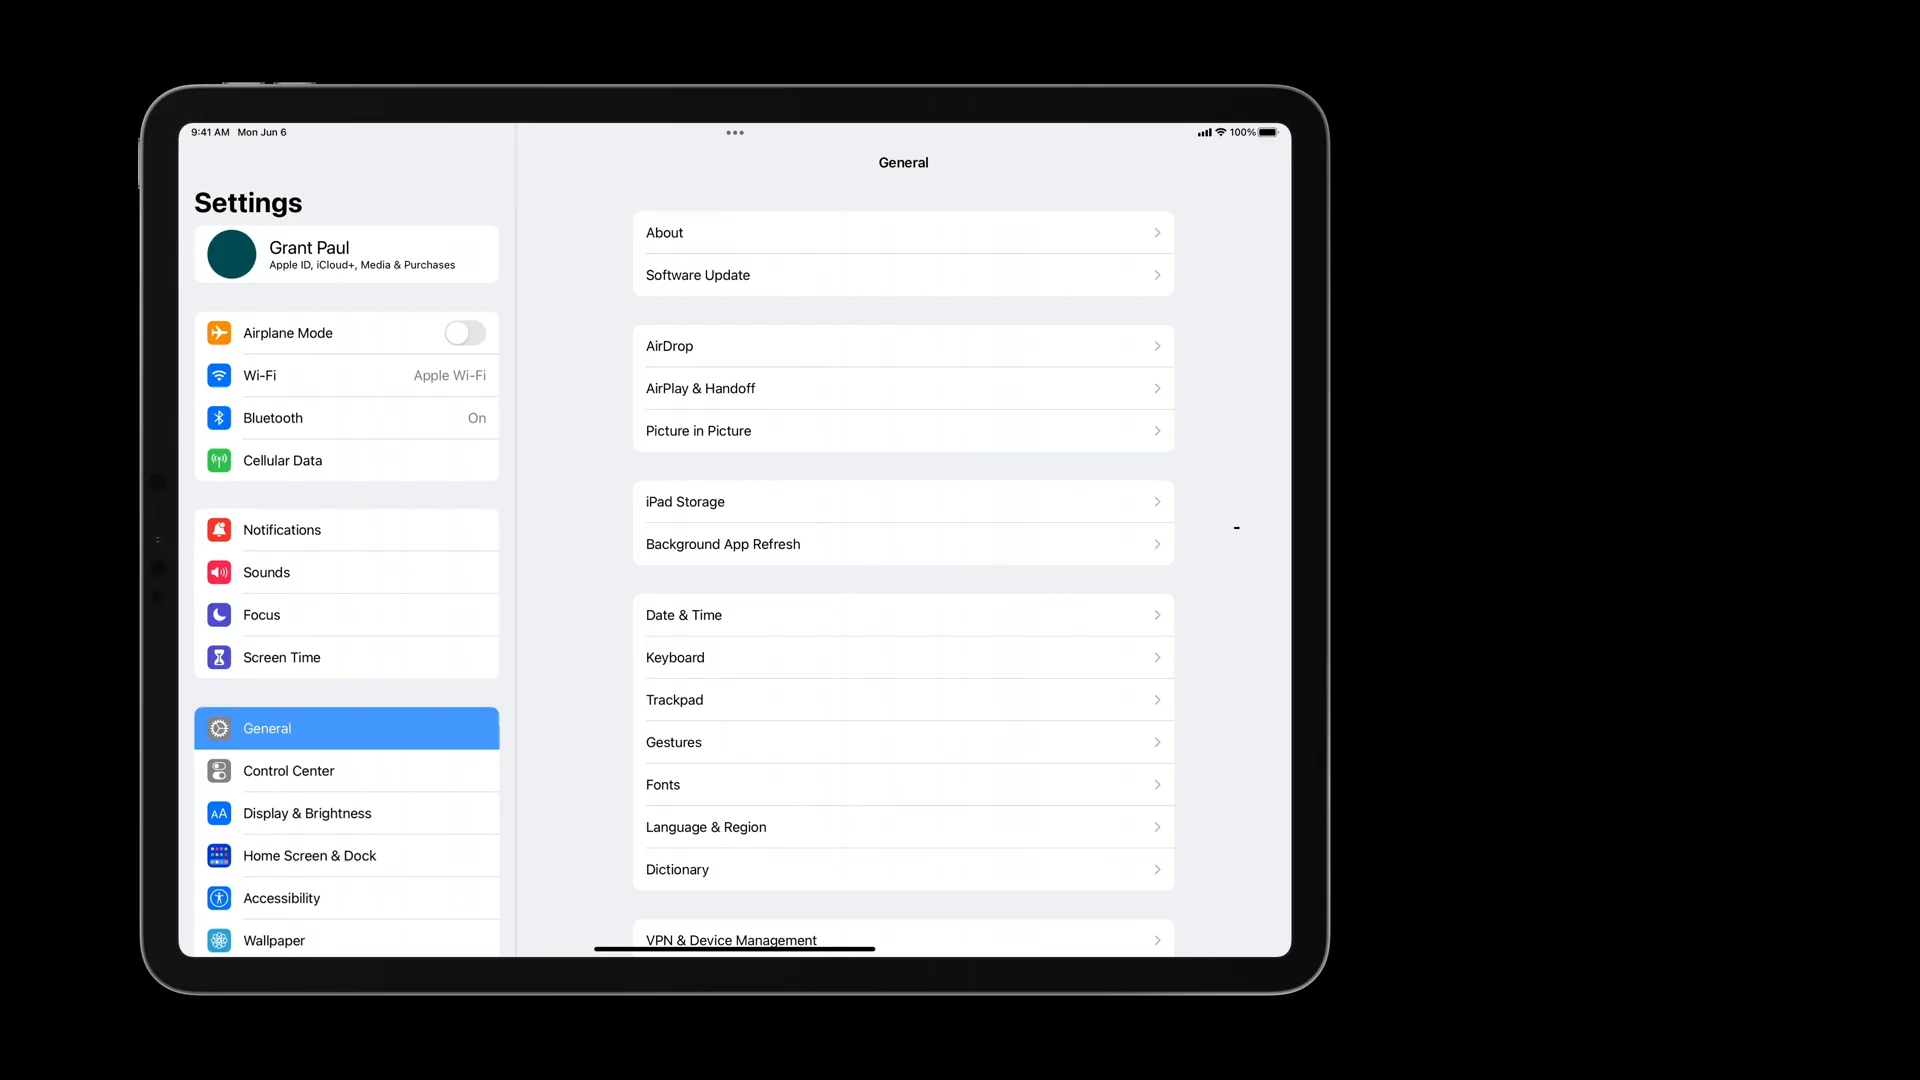 9:41 AM Mon Jun 6
100%
Settings
Grant Paul
Apple ID, iCloud+, Media & Purchases
Airplane Mode
Wi-Fi Apple Wi-Fi
Bluetooth On
Cellular Data
Notifications
Sounds
Focus
Screen Time
General
Control Center
AA Display & Brightness
Home Screen & Dock
Accessibility
Wallpaper
General
About
Software Update
AirDrop
AirPlay & Handoff
Picture in Picture
iPad Storage
Background App Refresh
Date & Time
Keyboard
Trackpad
Gestures
Fonts
Language & Region
Dictionary
VPN & Device Management